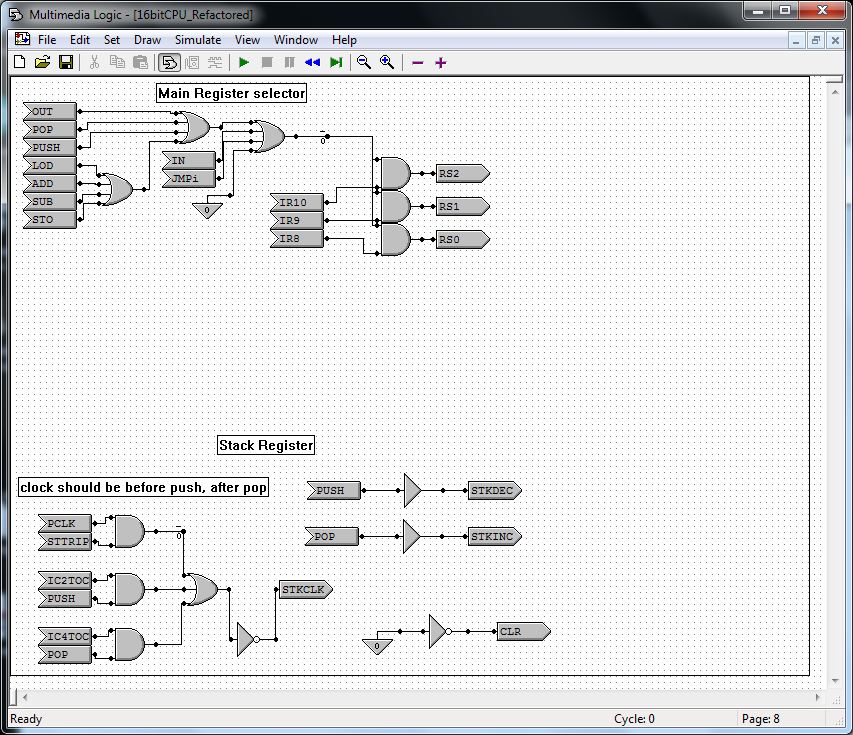 Multimedia Logic - [16bitCPU_Refactored]
File Edit Set Draw Simulate View Window Help
Main Register selector
OUT
POP
PUSH
LOD
ADD
SUB
STO
IN
JMPi
0
0
IR10
IR9
IR8
RS2
RS1
RS0
Stack Register
clock should be before push, after pop
PUSH
STKDEC
POP
STKINC
PCLK
STTRIP
0
IC2TOC
PUSH
IC4TOC
POP
STKCLK
0
CLR
Ready
Cycle: 0
Page: 8